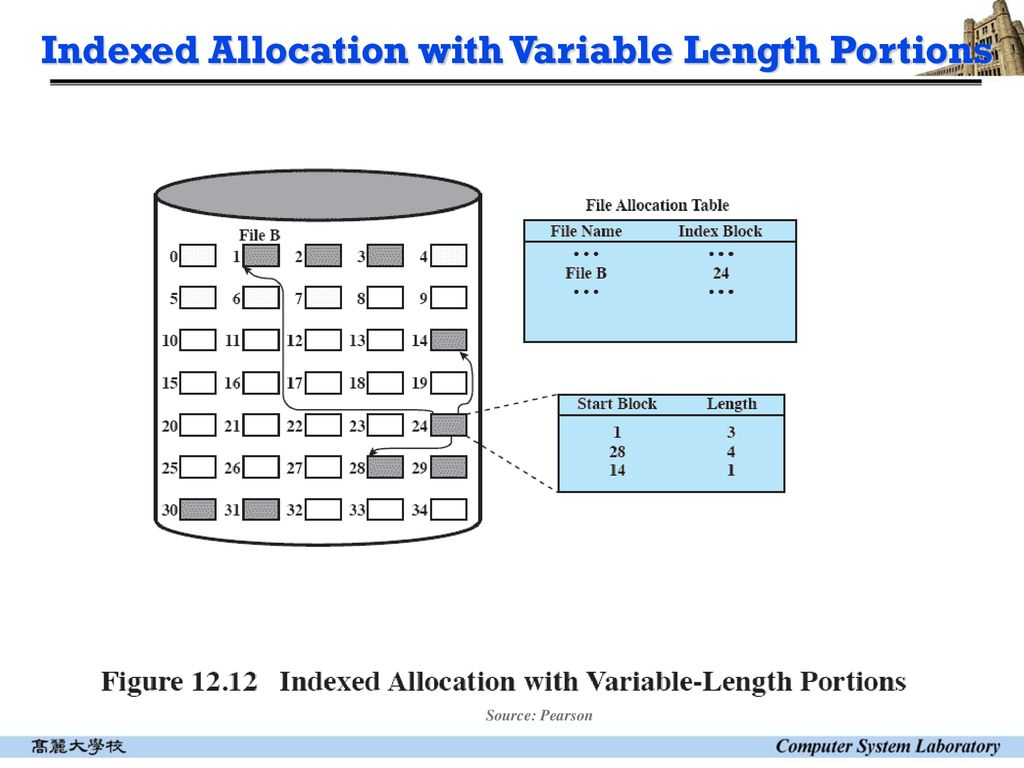 Indexed Allocation with Variable Length Portions
File B
0 1 2 3 4
5 6 7 8 9
10 11 12 13 14
15 16 17 18 19
20 21 22 23 24
25 26 27 28 29
30 31 32 33 34
File Allocation Table
File Name Index Block
• • • • • •
File B 24
• • • • • •
Start Block Length
1 3
28 4
14 1
Figure 12.12 Indexed Allocation with Variable-Length Portions
Source: Pearson
髙麗大學校 Computer System Laboratory